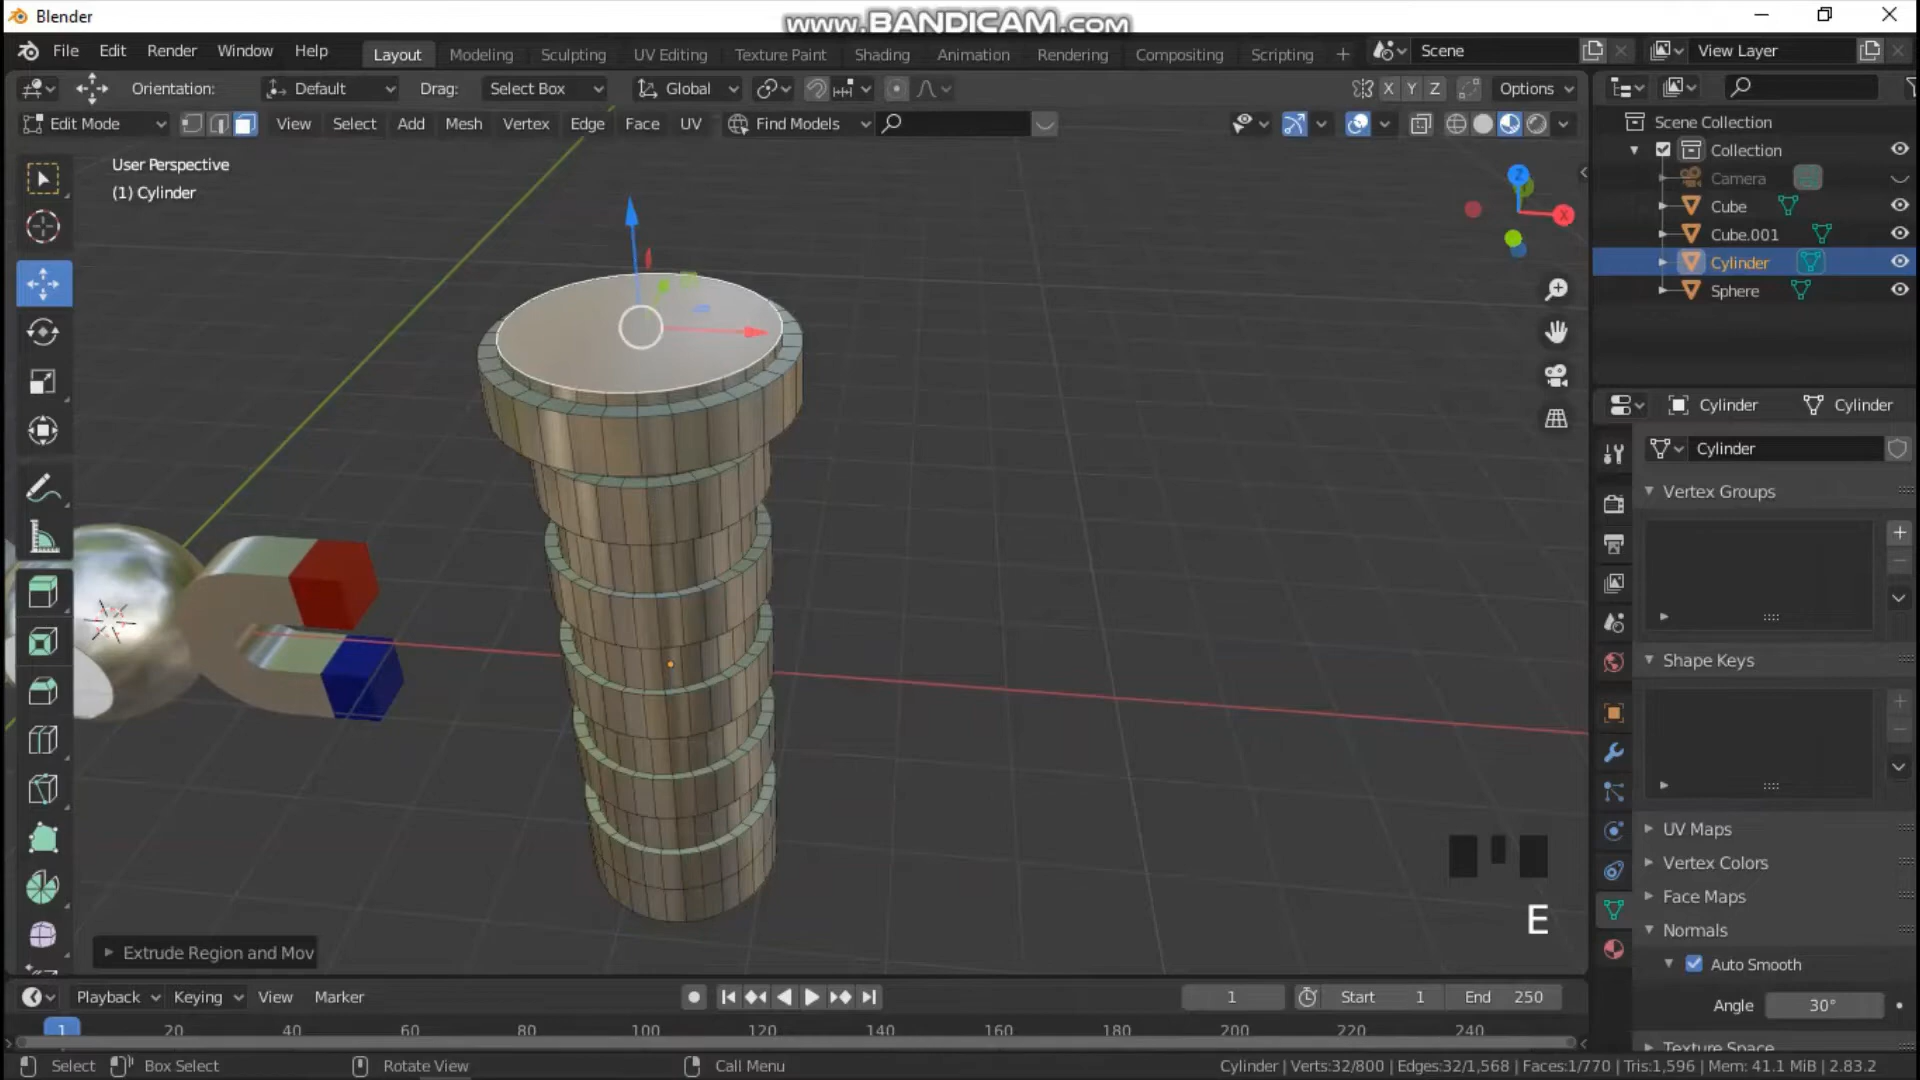 Blender
www.BANDICAM.com
File Edit Render Window Help
Layout Modeling Sculpting UV Editing Texture Paint Shading Animation Rendering Compositing Scripting +
Scene
View Layer
Orientation: Default Drag: Select Box Global X Y Z Options
Edit Mode View Select Add Mesh Vertex Edge Face UV Find Models
User Perspective
(1) Cylinder
Z
X
Scene Collection
Collection
Camera
Cube
Cube.001
Cylinder
Sphere
Cylinder Cylinder
Cylinder
Vertex Groups
Shape Keys
UV Maps
Vertex Colors
Face Maps
Normals
Auto Smooth
Angle 30°
Texture Space
E
Extrude Region and Mov
Playback Keying View Marker 1 Start 1 End 250
1 20 40 60 80 100 120 140 160 180 200 220 240
Select Box Select Rotate View Call Menu
Cylinder | Verts:32/800 | Edges:32/1,568 | Faces:1/770 | Tris:1,596 | Mem: 41.1 MiB | 2.83.2